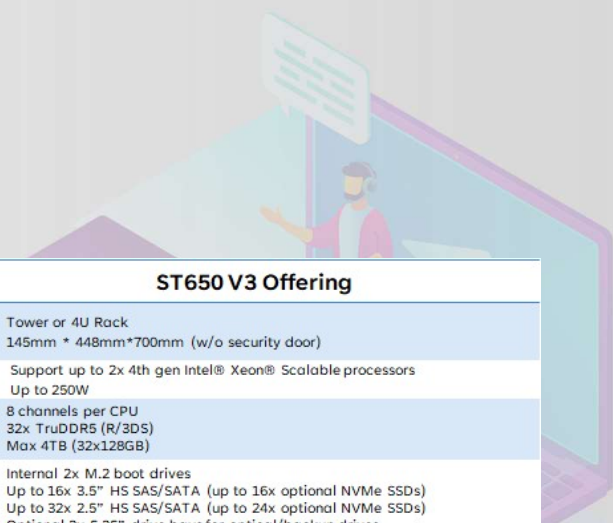 ST650 V3 Offering
Tower or 4U Rack
145mm * 448mm*700mm (w/o security door)
Support up to 2x 4th gen Intel® Xeon® Scalable processors
Up to 250W
8 channels per CPU
32x TruDDR5 (R/3DS)
Max 4TB (32x128GB)
Internal 2x M.2 boot drives
Up to 16x 3.5” HS SAS/SATA (up to 16x optional NVMe SSDs)
Up to 32x 2.5” HS SAS/SATA (up to 24x optional NVMe SSDs)